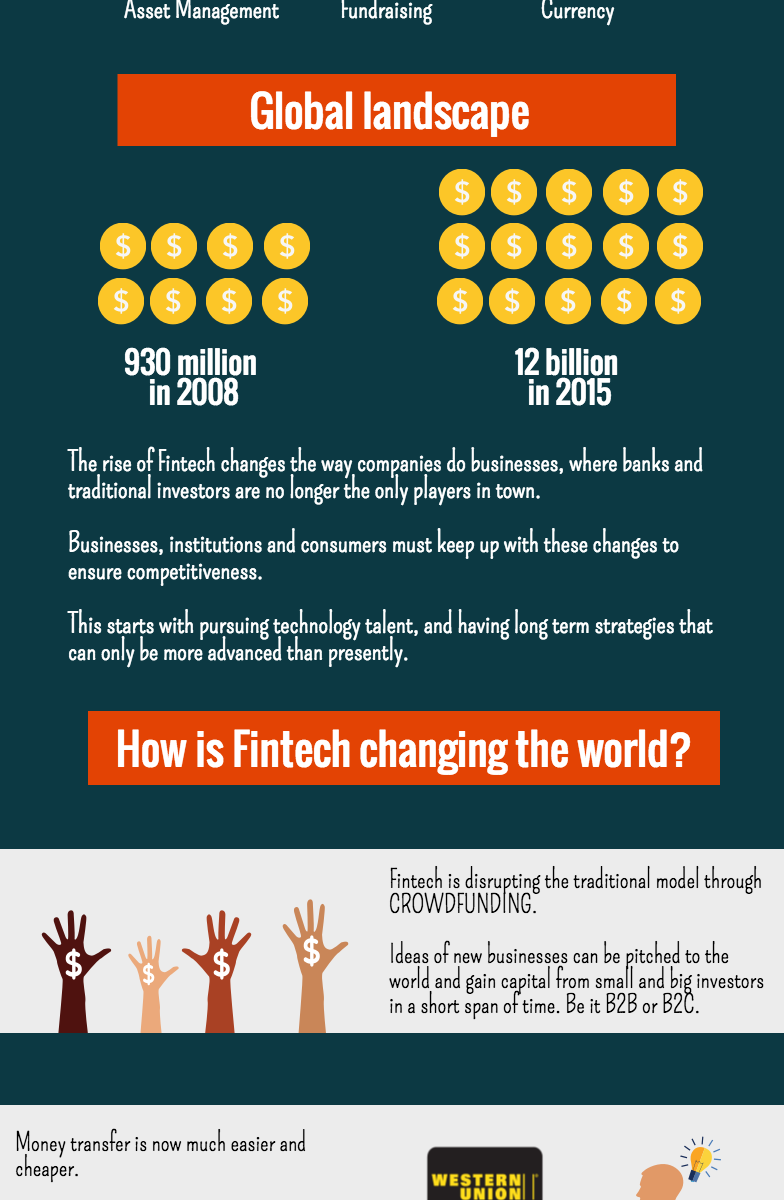 Asset Management Fundraising Currency
Global landscape
$ $ $ $ $
$ $ $ $ $ $ $ $ $
$ $ $ $ $ $ $ $ $
930 million
in 2008
12 billion
in 2015
The rise of Fintech changes the way companies do businesses, where banks and
traditional investors are no longer the only players in town.
Businesses, institutions and consumers must keep up with these changes to
ensure competitiveness.
This starts with pursuing technology talent, and having long term strategies that
can only be more advanced than presently.
How is Fintech changing the world?
$ $ $ $
Fintech is disrupting the traditional model through
CROWDFUNDING.
Ideas of new businesses can be pitched to the
world and gain capital from small and big investors
in a short span of time. Be it B2B or B2C.
Money transfer is now much easier and
cheaper.
WESTERN
UNION